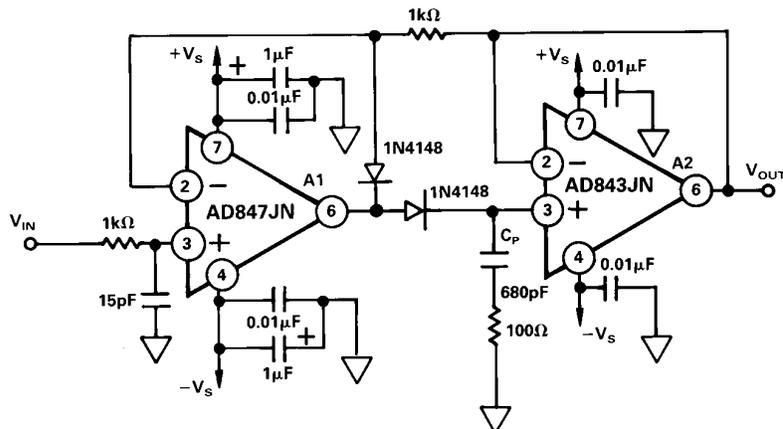 1kΩ
+VS
+
1μF
0.01μF
+VS
0.01μF
7
7
1N4148
A1
2
−
AD847JN
6
1N4148
2
−
A2
AD843JN
6
VOUT
VIN
1kΩ
3
+
3
+
CP
4
4
15pF
0.01μF
+
1μF
−VS
680pF
100Ω
0.01μF
−VS